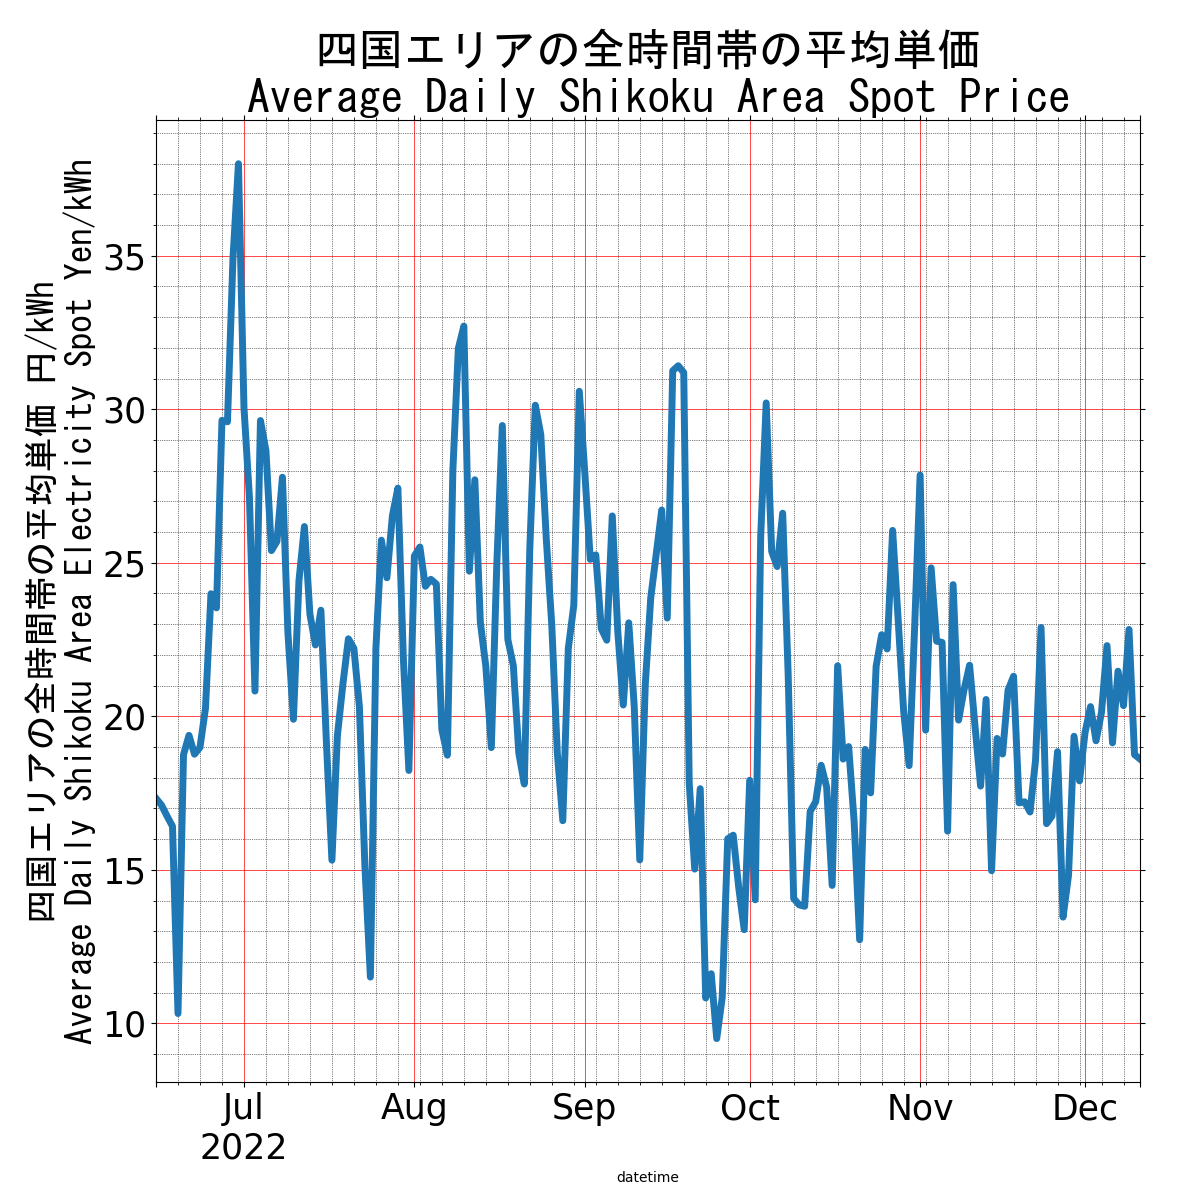 四国エリアの全時間帯の平均単価
Average Daily Shikoku Area Spot Price
四国エリアの全時間帯の平均単価 円/kWh
Average Daily Shikoku Area Electricity Spot Yen/kWh
35
30
25
20
15
10
Jul Aug Sep Oct Nov Dec
2022
datetime